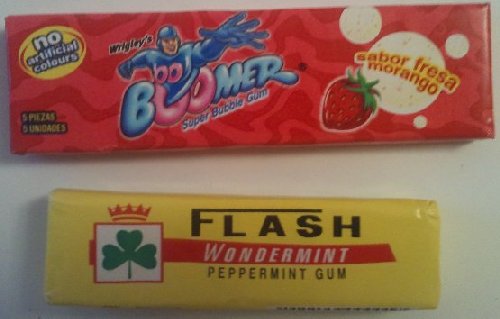 no
artificial
colours
Wrigley's
BOOMER
®
Super Bubble Gum
sabor fresa
morango
5 PIEZAS
5 UNIDADES
FLASH
WONDERMINT
PEPPERMINT GUM